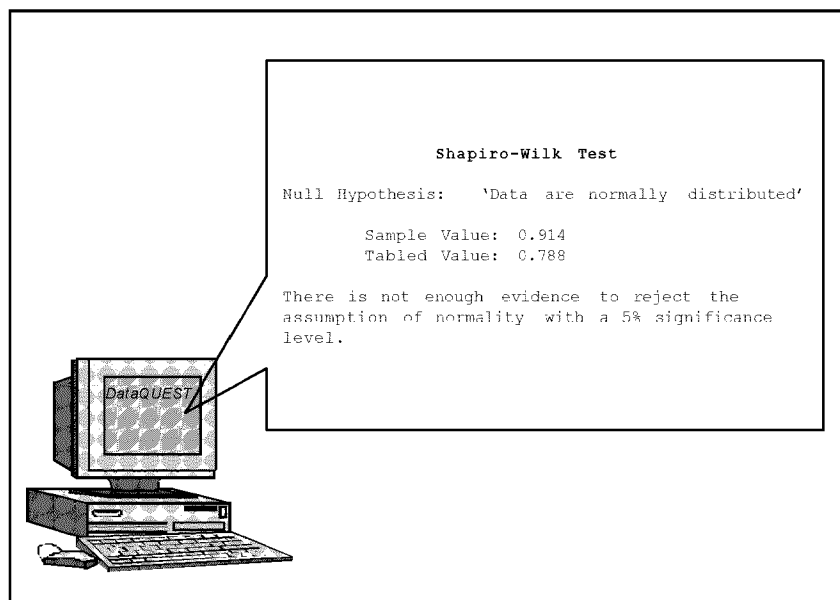 Shapiro-Wilk Test
Null Hypothesis: 'Data are normally distributed'
Sample Value: 0.914
Tabled Value: 0.788
There is not enough evidence to reject the
assumption of normality with a 5% significance
level.
DataQUEST